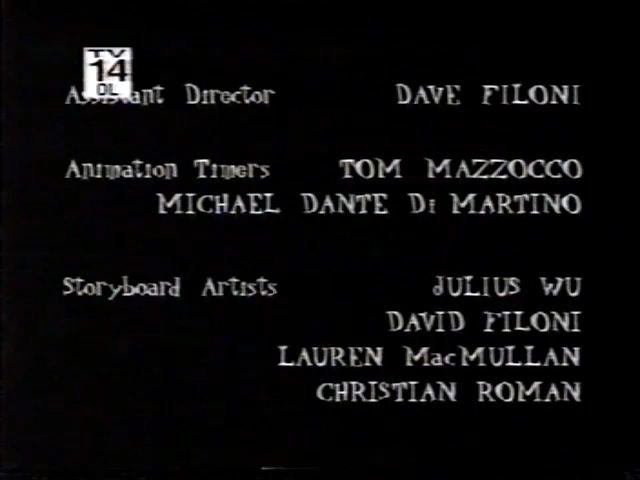 TV
14
DL
Assistant Director DAVE FILONI
Animation Timers TOM MAZZOCCO
MICHAEL DANTE Di MARTINO
Storyboard Artists JULIUS WU
DAVID FILONI
LAUREN MacMULLAN
CHRISTIAN ROMAN